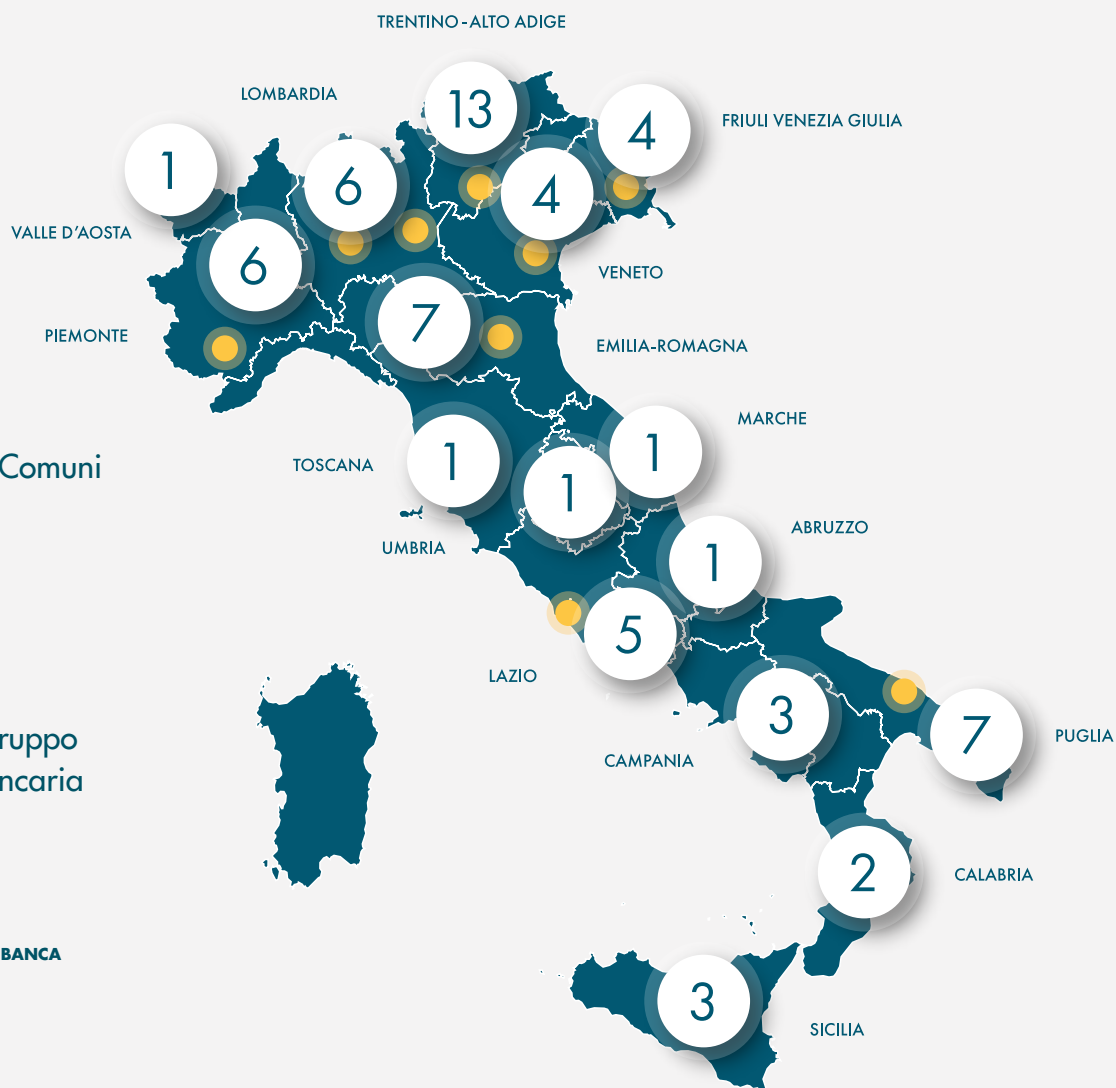 TRENTINO-ALTO ADIGE
LOMBARDIA
13
FRIULI VENEZIA GIULIA
4
1
6
4
VALLE D'AOSTA
6
VENETO
PIEMONTE
7
EMILIA-ROMAGNA
MARCHE
Comuni
TOSCANA
1
1
1
UMBRIA
ABRUZZO
1
5
LAZIO
3
ruppo
CAMPANIA
7
PUGLIA
ncaria
2
CALABRIA
BANCA
3
SICILIA